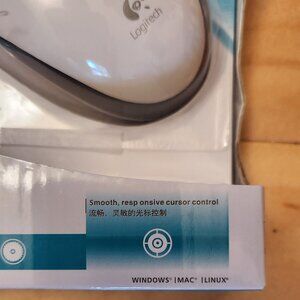 Logitech
Smooth, resp onsive cursor control
流畅、灵敏的光标控制
WINDOWS® | MAC® | LINUX®